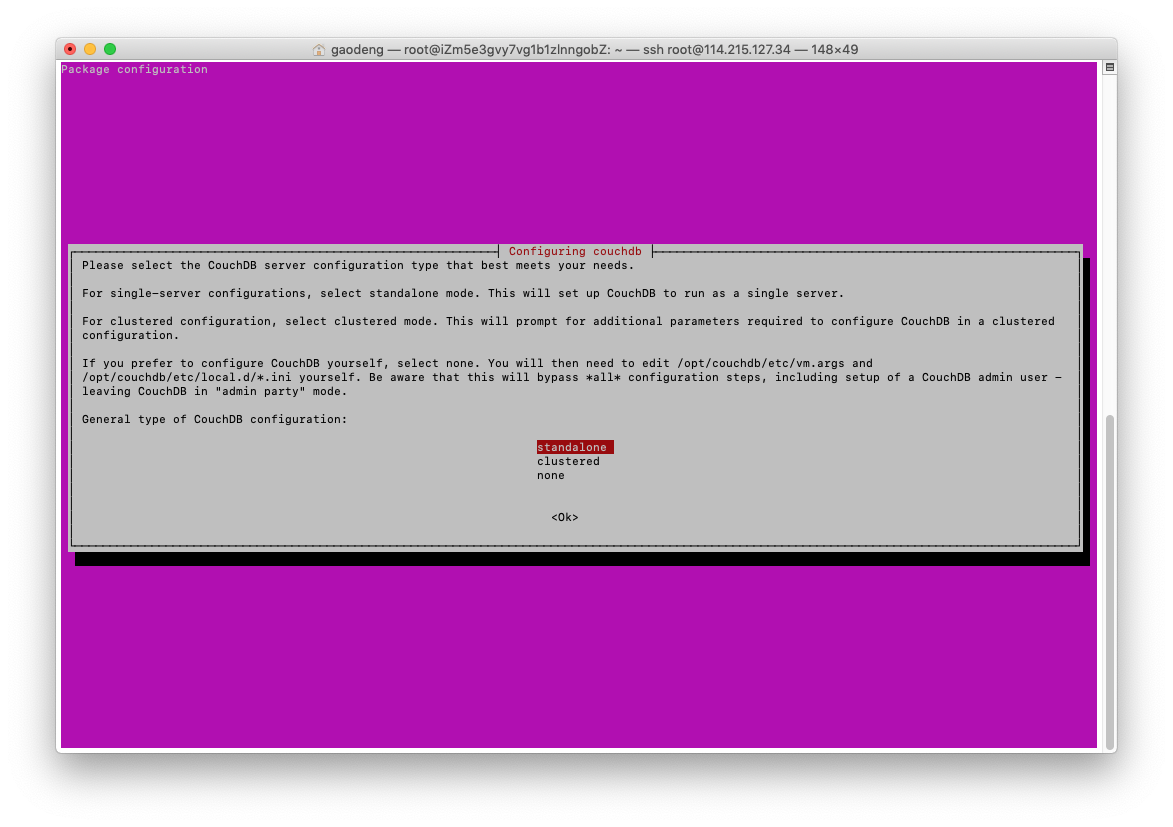 gaodeng — root@iZm5e3gvy7vg1b1zlnngobZ: ~ — ssh root@114.215.127.34 — 148×49
Package configuration
Configuring couchdb
Please select the CouchDB server configuration type that best meets your needs.
For single-server configurations, select standalone mode. This will set up CouchDB to run as a single server.
For clustered configuration, select clustered mode. This will prompt for additional parameters required to configure CouchDB in a clustered
configuration.
If you prefer to configure CouchDB yourself, select none. You will then need to edit /opt/couchdb/etc/vm.args and
/opt/couchdb/etc/local.d/*.ini yourself. Be aware that this will bypass *all* configuration steps, including setup of a CouchDB admin user -
leaving CouchDB in "admin party" mode.
General type of CouchDB configuration:
standalone
clustered
none
<Ok>